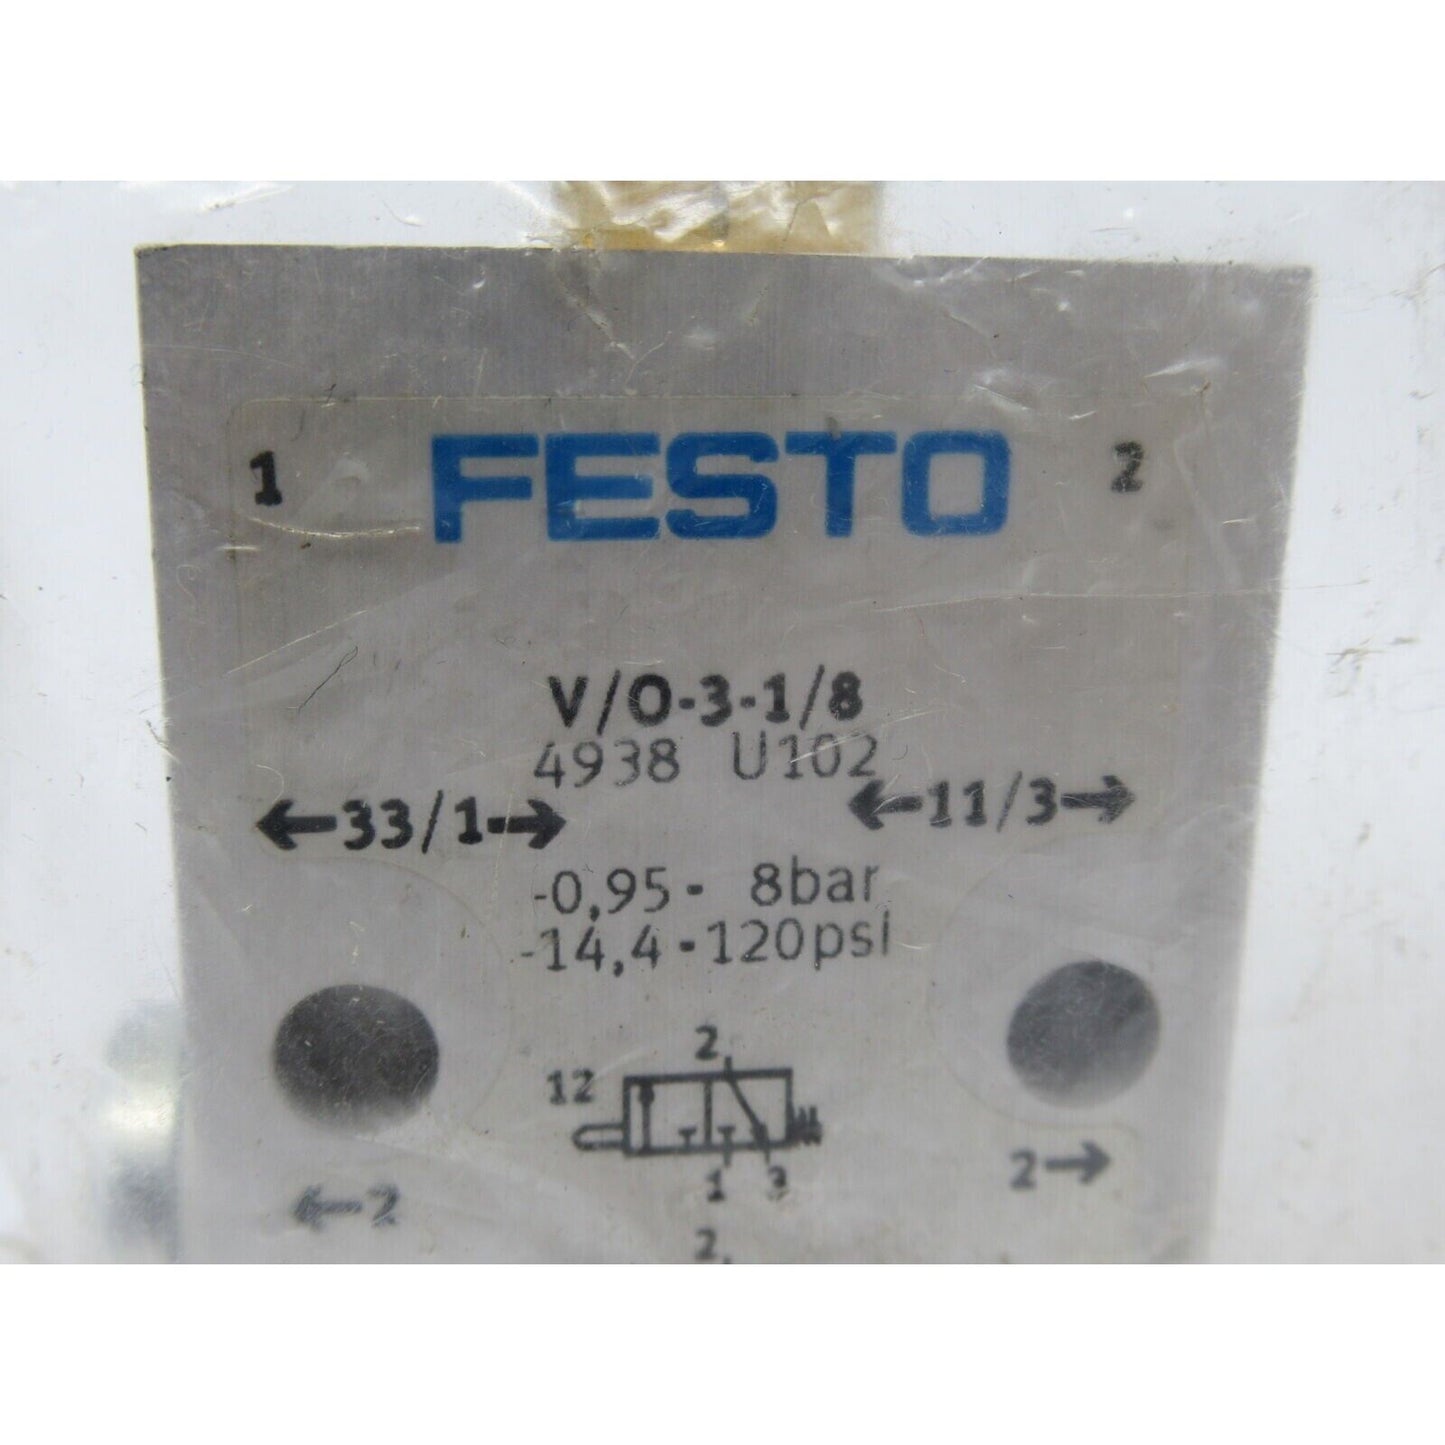 1 FESTO 2
V/O-3-1/8
4938 U102
←33/1→ ←11/3→
-0,95- 8bar
-14,4-120psi
2
12
1 3
←2 2→
2